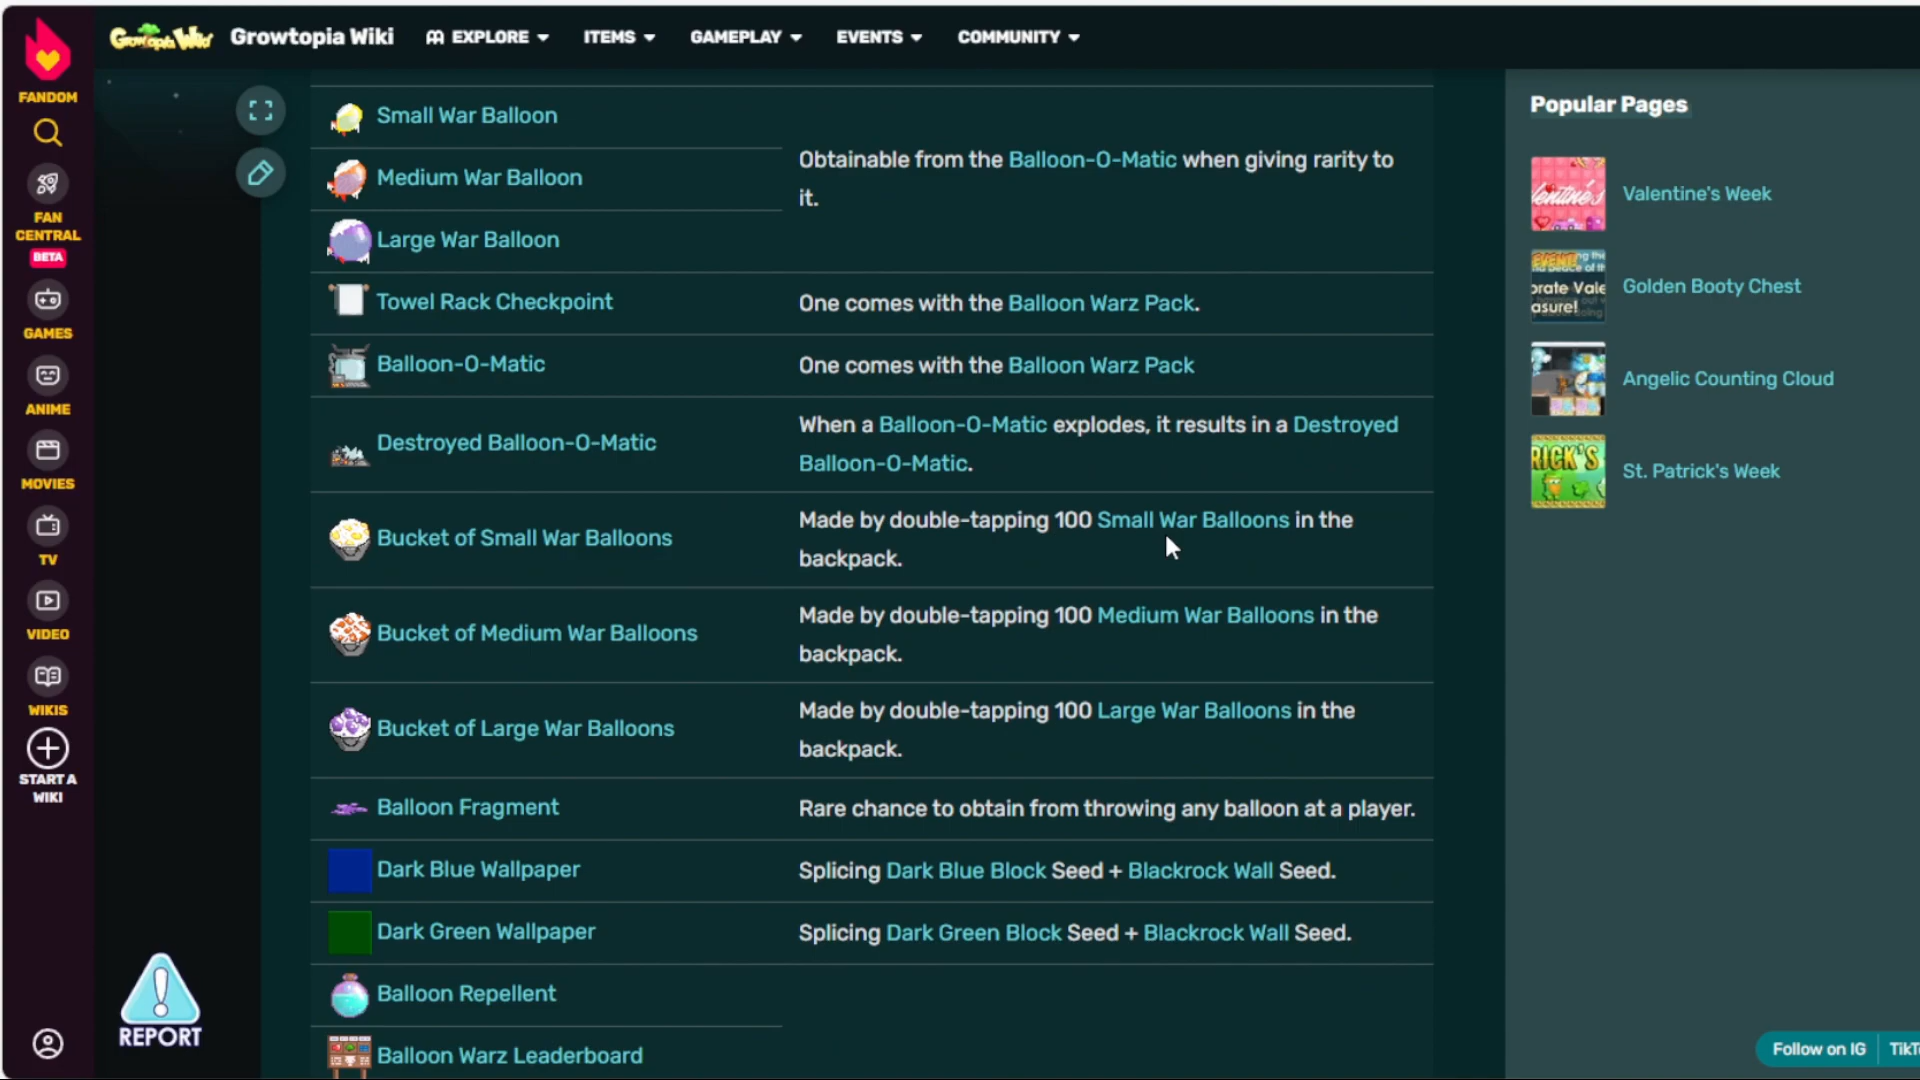 Growtopia Wiki
Growtopia Wiki
EXPLORE
ITEMS
GAMEPLAY
EVENTS
COMMUNITY
FANDOM
FAN
CENTRAL
BETA
GAMES
ANIME
MOVIES
TV
VIDEO
WIKIS
START A
WIKI
REPORT
Small War Balloon
Medium War Balloon
Large War Balloon
Obtainable from the Balloon-O-Matic when giving rarity to
it.
Towel Rack Checkpoint
One comes with the Balloon Warz Pack.
Balloon-O-Matic
One comes with the Balloon Warz Pack
Destroyed Balloon-O-Matic
When a Balloon-O-Matic explodes, it results in a Destroyed
Balloon-O-Matic.
Bucket of Small War Balloons
Made by double-tapping 100 Small War Balloons in the
backpack.
Bucket of Medium War Balloons
Made by double-tapping 100 Medium War Balloons in the
backpack.
Bucket of Large War Balloons
Made by double-tapping 100 Large War Balloons in the
backpack.
Balloon Fragment
Rare chance to obtain from throwing any balloon at a player.
Dark Blue Wallpaper
Splicing Dark Blue Block Seed + Blackrock Wall Seed.
Dark Green Wallpaper
Splicing Dark Green Block Seed + Blackrock Wall Seed.
Balloon Repellent
Balloon Warz Leaderboard
Popular Pages
Valentine's Week
Golden Booty Chest
Angelic Counting Cloud
RICK'S
St. Patrick's Week
Follow on IG